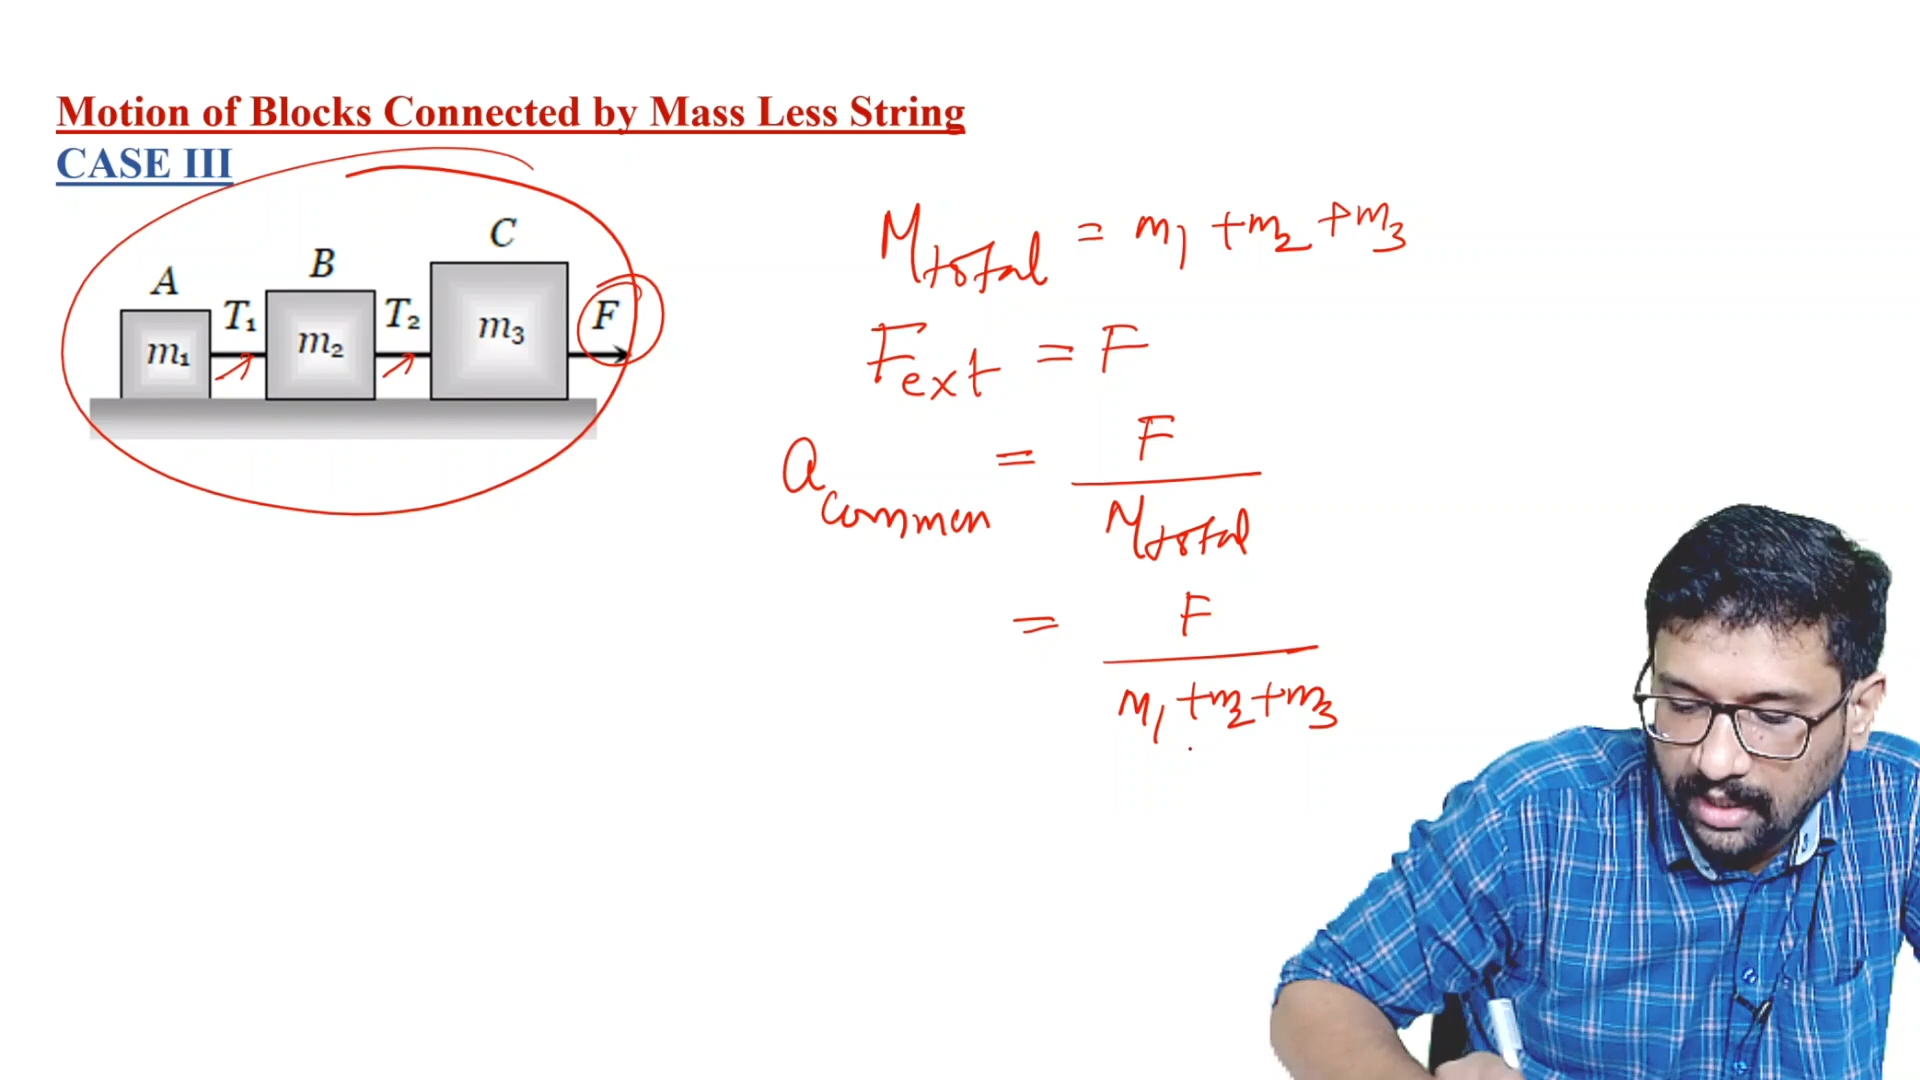 Motion of Blocks Connected by Mass Less String
CASE III
A B C
m₁ T₁ m₂ T₂ m₃ F
M_total = m₁ + m₂ + m₃
F_ext = F
a_common = F / M_total
= F / m₁ + m₂ + m₃